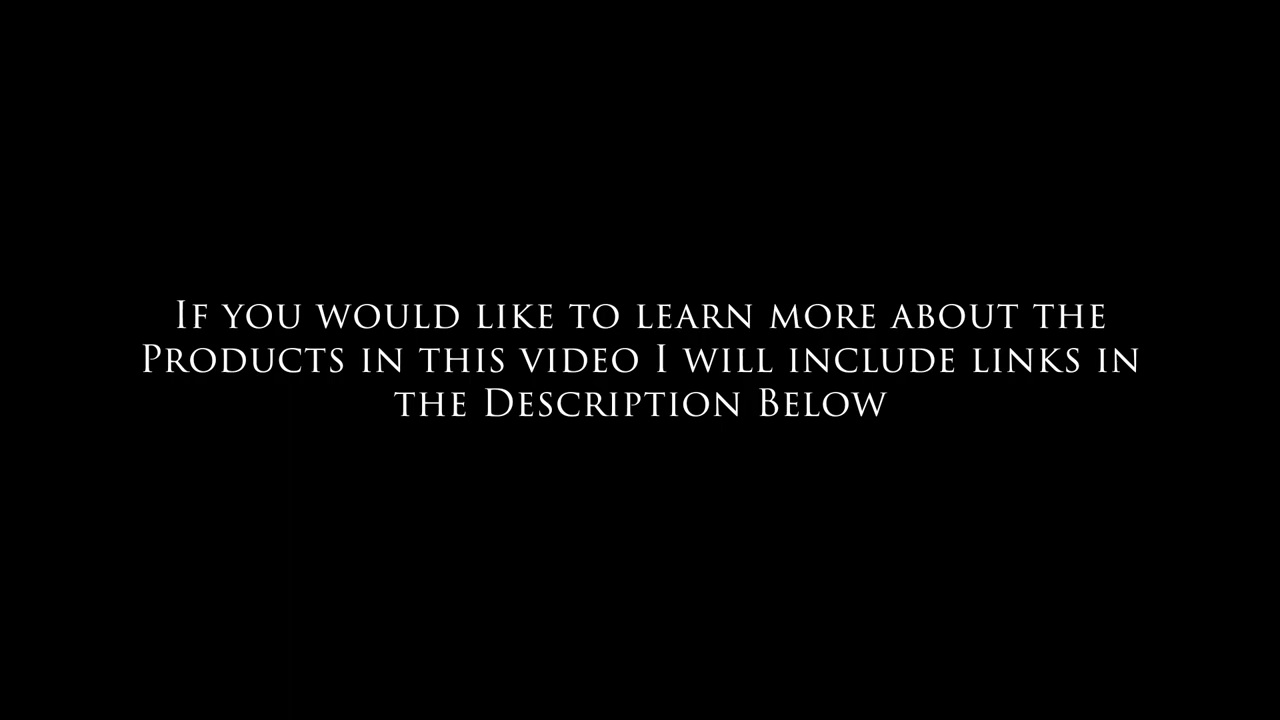 If you would like to learn more about the
Products in this video I will include links in
the Description Below